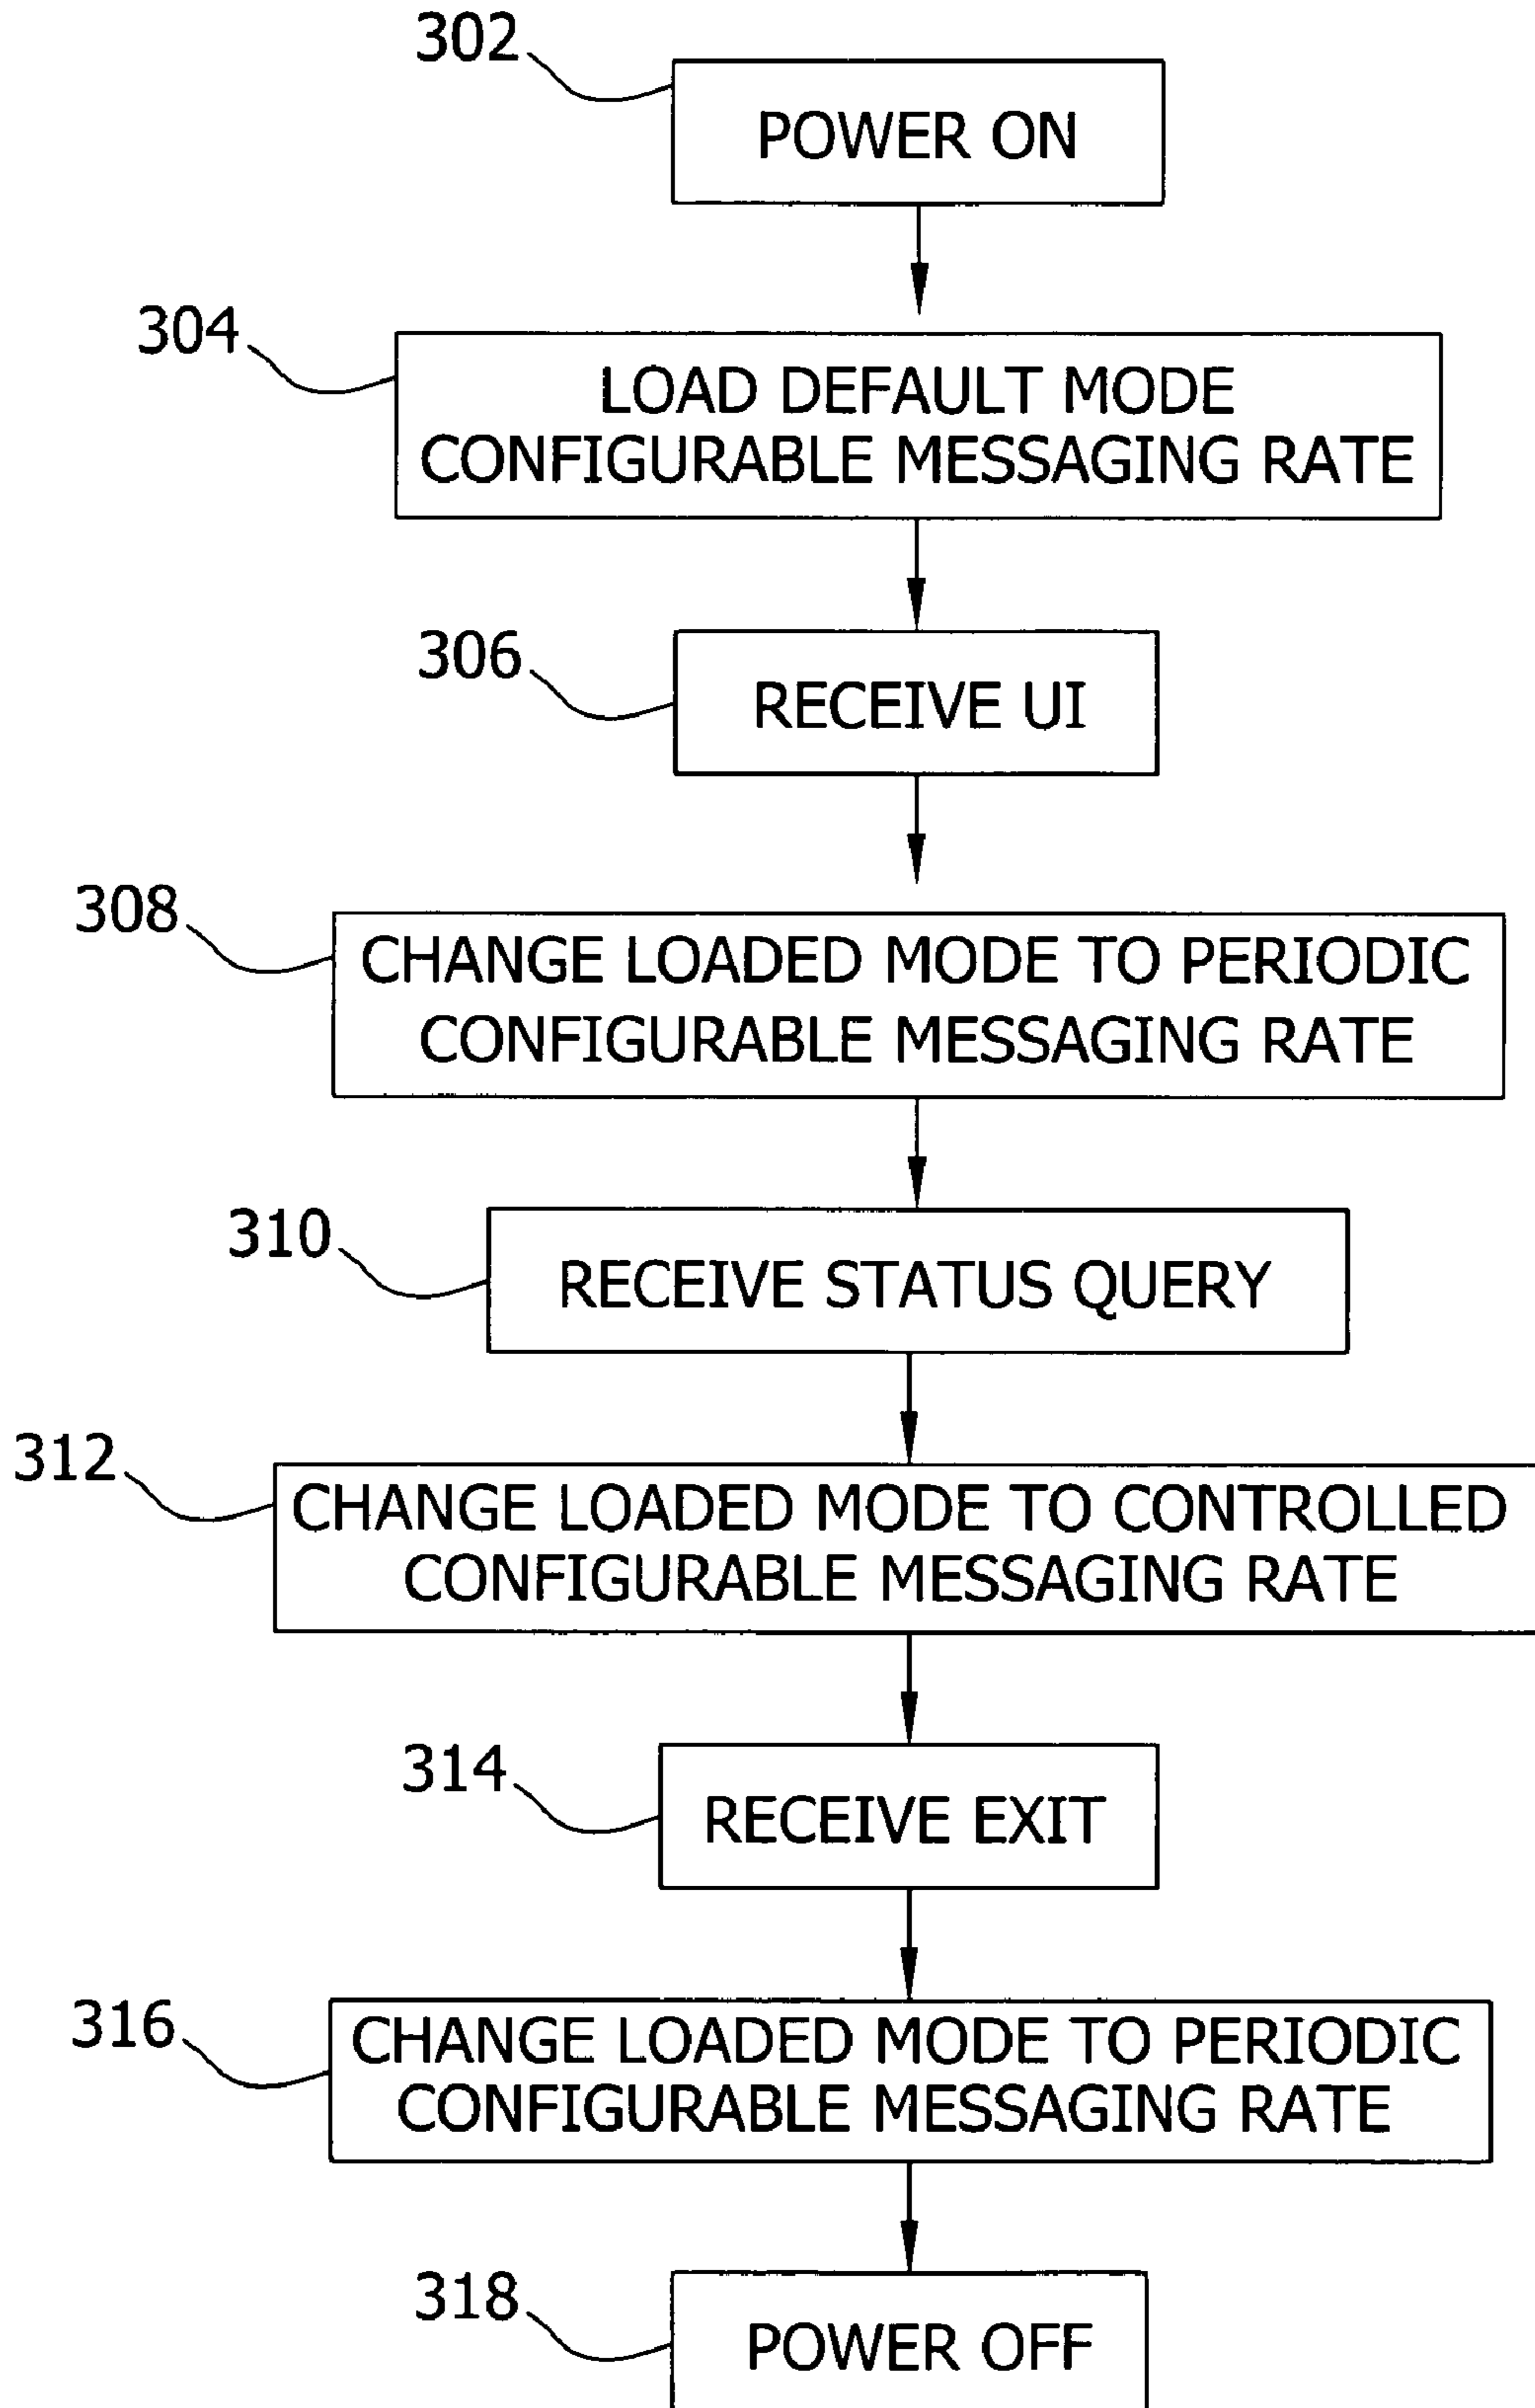 302
POWER ON
304
LOAD DEFAULT MODE
CONFIGURABLE MESSAGING RATE
306
RECEIVE UI
308
CHANGE LOADED MODE TO PERIODIC
CONFIGURABLE MESSAGING RATE
310
RECEIVE STATUS QUERY
312
CHANGE LOADED MODE TO CONTROLLED
CONFIGURABLE MESSAGING RATE
314
RECEIVE EXIT
316
CHANGE LOADED MODE TO PERIODIC
CONFIGURABLE MESSAGING RATE
318
POWER OFF